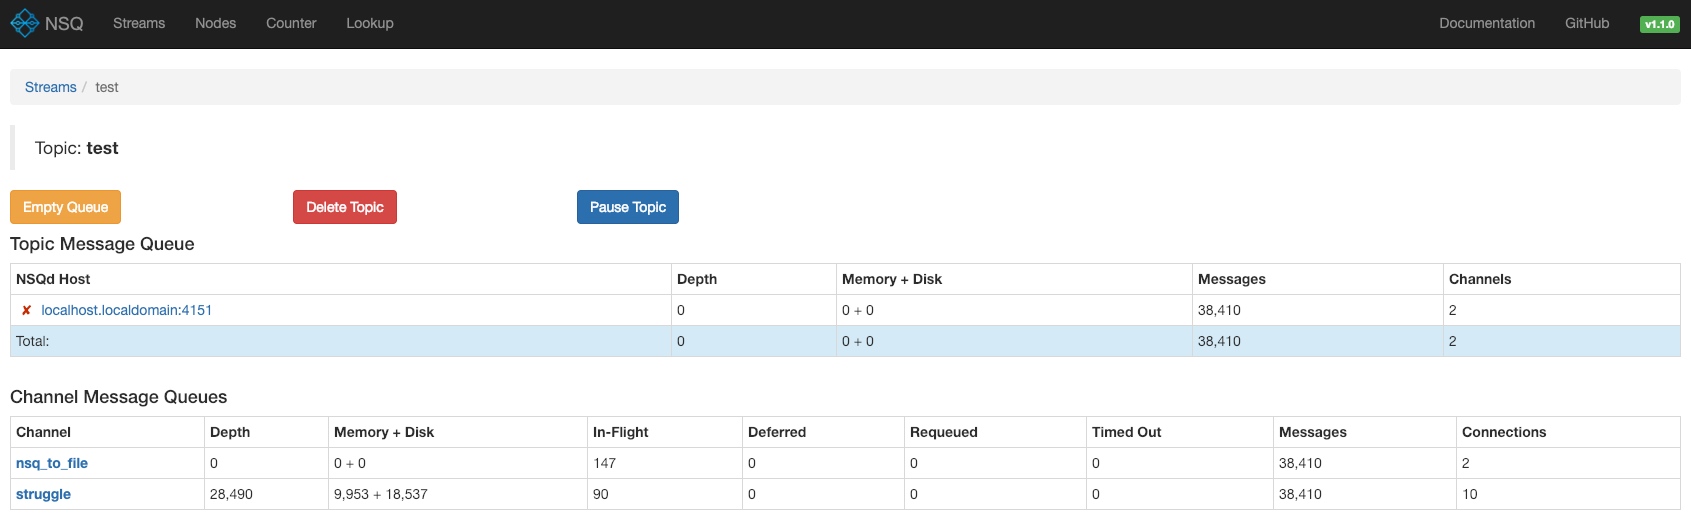 NSQ Streams Nodes Counter Lookup Documentation GitHub v1.1.0
Streams / test
Topic: test
Empty Queue Delete Topic Pause Topic
Topic Message Queue
NSQd Host Depth Memory + Disk Messages Channels
✘ localhost.localdomain:4151 0 0 + 0 38,410 2
Total: 0 0 + 0 38,410 2
Channel Message Queues
Channel Depth Memory + Disk In-Flight Deferred Requeued Timed Out Messages Connections
nsq_to_file 0 0 + 0 147 0 0 0 38,410 2
struggle 28,490 9,953 + 18,537 90 0 0 0 38,410 10